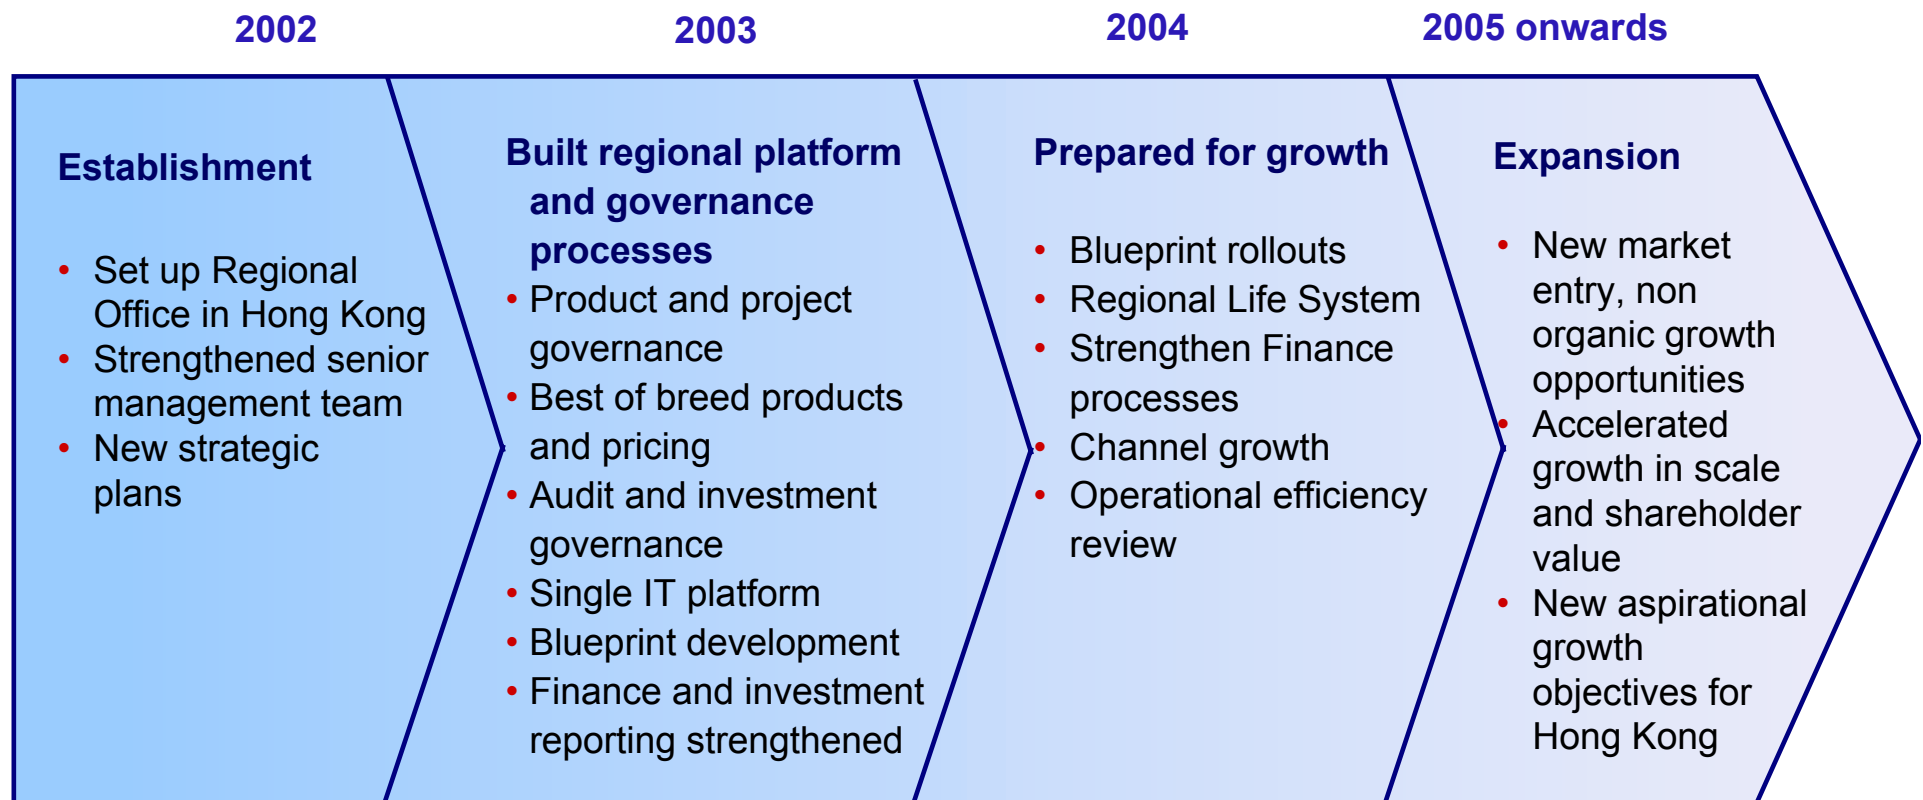 2002
2003
2004
2005 onwards
Establishment
• Set up Regional
Office in Hong Kong
• Strengthened senior
management team
• New strategic
plans
Built regional platform
and governance
processes
• Product and project
governance
• Best of breed products
and pricing
• Audit and investment
governance
• Single IT platform
• Blueprint development
• Finance and investment
reporting strengthened
Prepared for growth
• Blueprint rollouts
• Regional Life System
• Strengthen Finance
processes
• Channel growth
• Operational efficiency
review
Expansion
• New market
entry, non
organic growth
opportunities
• Accelerated
growth in scale
and shareholder
value
• New aspirational
growth
objectives for
Hong Kong